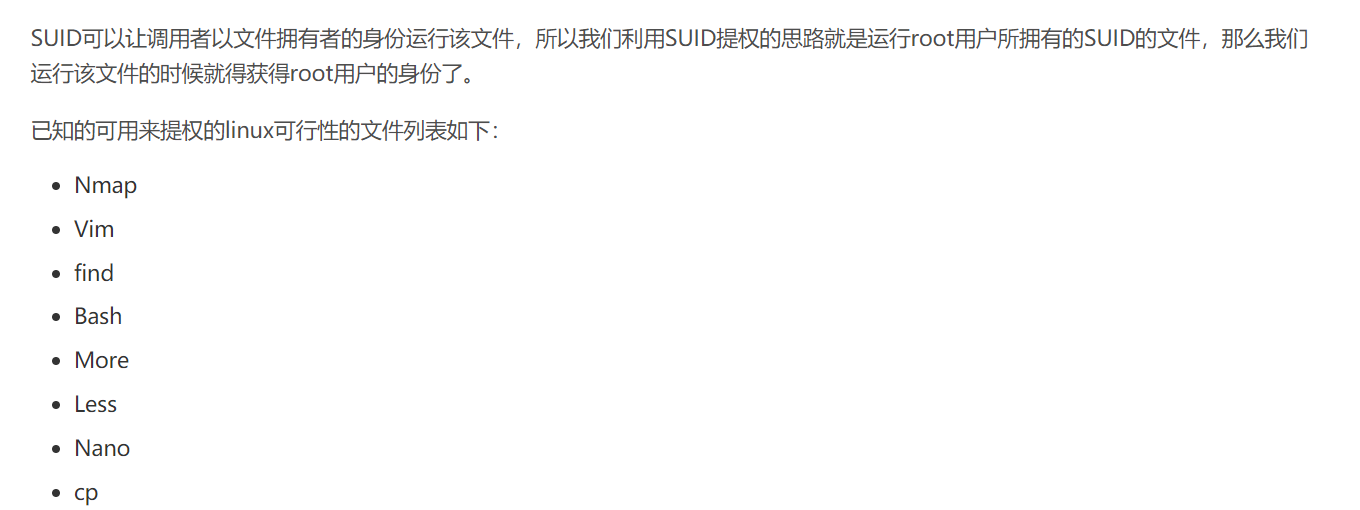 SUID可以让调用者以文件拥有者的身份运行该文件，所以我们利用SUID提权的思路就是运行root用户所拥有的SUID的文件，那么我们
运行该文件的时候就得获得root用户的身份了。
已知的可用来提权的linux可行性的文件列表如下：
Nmap
Vim
find
Bash
More
Less
Nano
cp